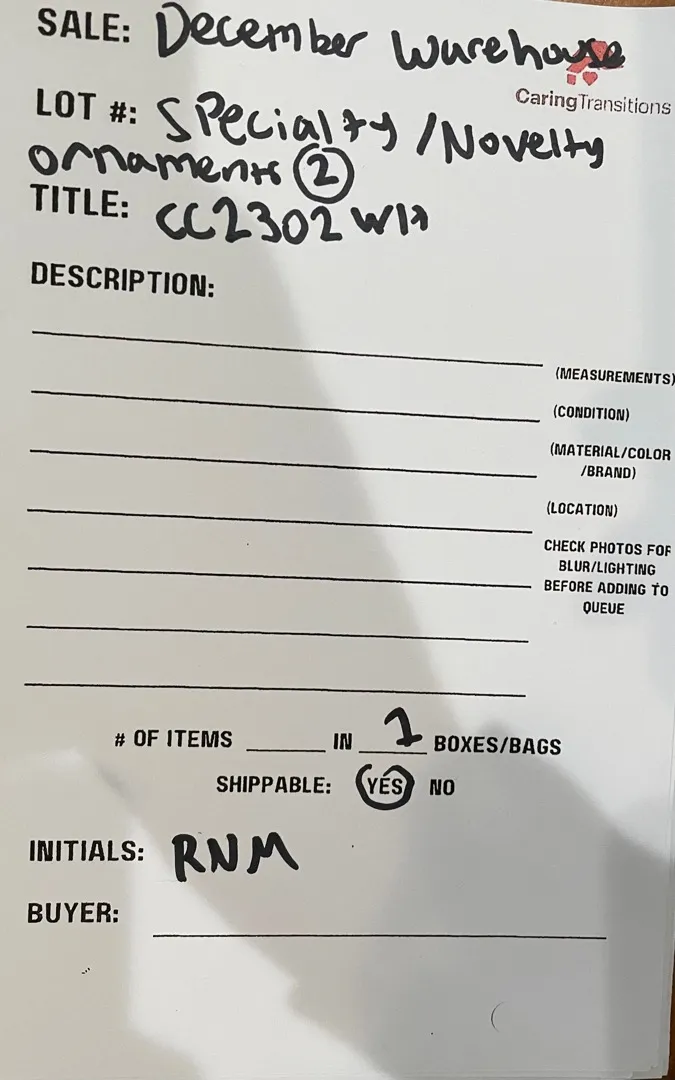 SALE: December Warehouse
CaringTransitions
LOT #: Specialty/Novelty
ornaments (2)
TITLE:
DESCRIPTION:
(MEASUREMENTS)
(CONDITION)
(MATERIAL/COLOR
/BRAND)
(LOCATION)
CHECK PHOTOS FOR
BLUR/LIGHTING
BEFORE ADDING TO
QUEUE
# OF ITEMS ____ IN 1 BOXES/BAGS
SHIPPABLE: YES NO
INITIALS: RNM
BUYER: